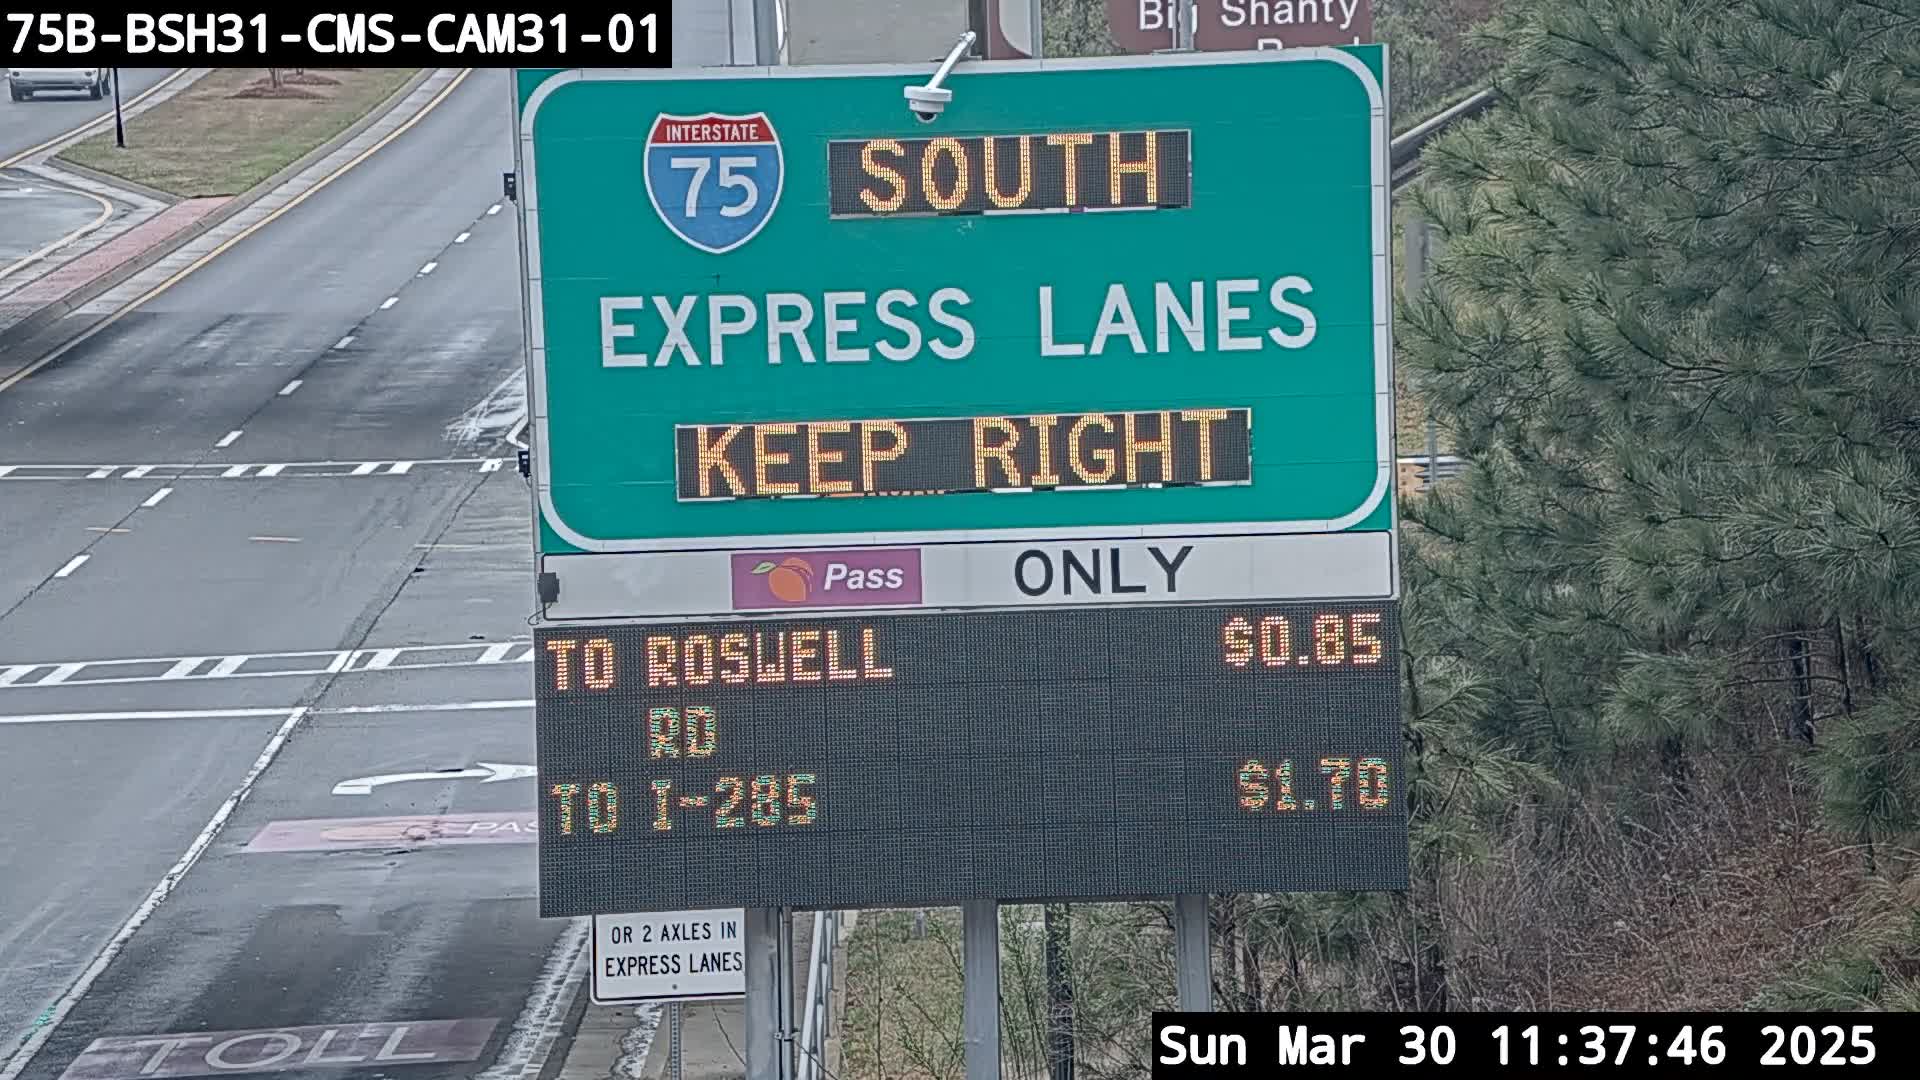 75B-BSH31-CMS-CAM31-01
Big Shanty
INTERSTATE
75
SOUTH
EXPRESS LANES
KEEP RIGHT
Pass
ONLY
TO ROSWELL $0.85
RD
TO I-285 $1.70
OR 2 AXLES IN
EXPRESS LANES
TOLL
Sun Mar 30 11:37:46 2025